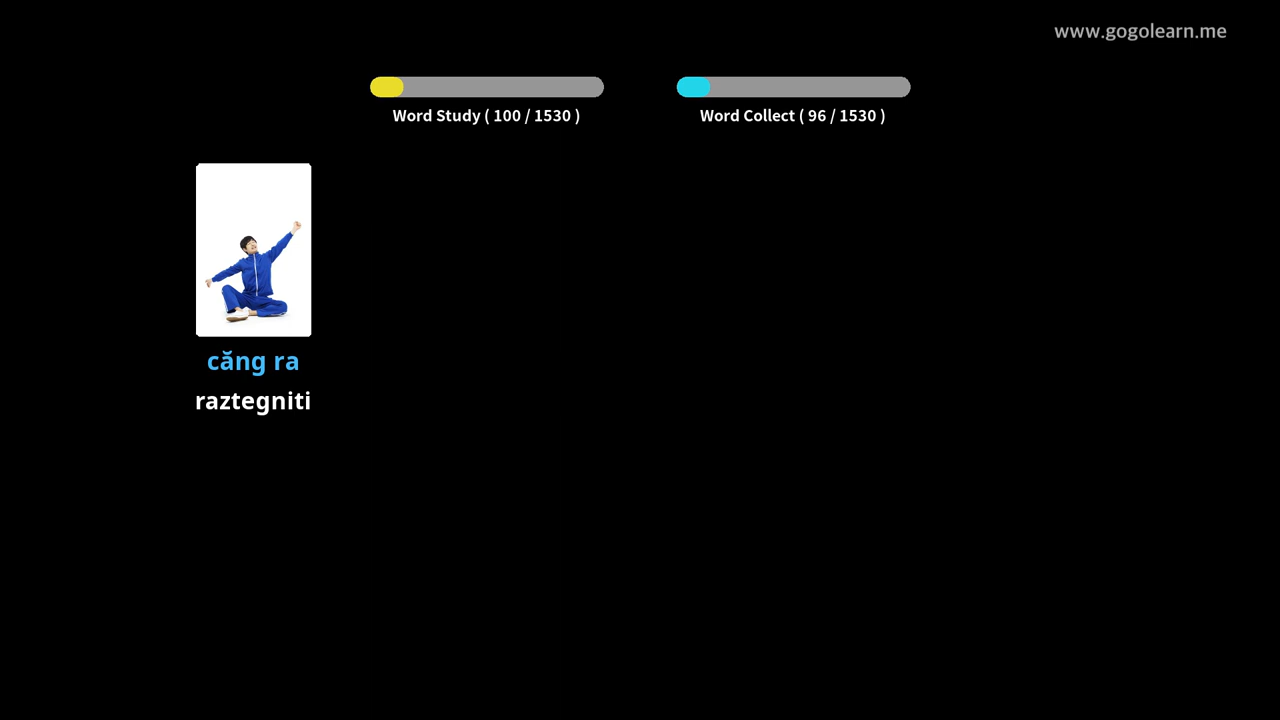 www.gogolearn.me
Word Study ( 100 / 1530 )
Word Collect ( 96 / 1530 )
căng ra
raztegniti